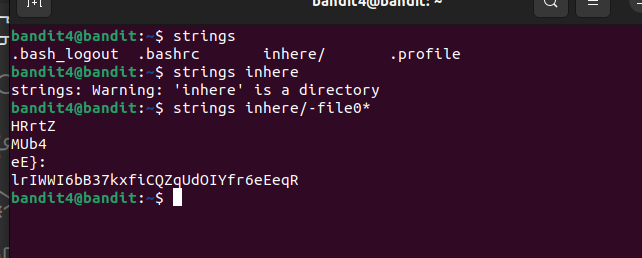 bandit4@bandit: ~
bandit4@bandit:~$ strings
.bash_logout .bashrc inhere/ .profile
bandit4@bandit:~$ strings inhere
strings: Warning: 'inhere' is a directory
bandit4@bandit:~$ strings inhere/-file0*
HRrtZ
MUb4
eE}:
lrIWWI6bB37kxfiCQZqUdOIYfr6eEeqR
bandit4@bandit:~$